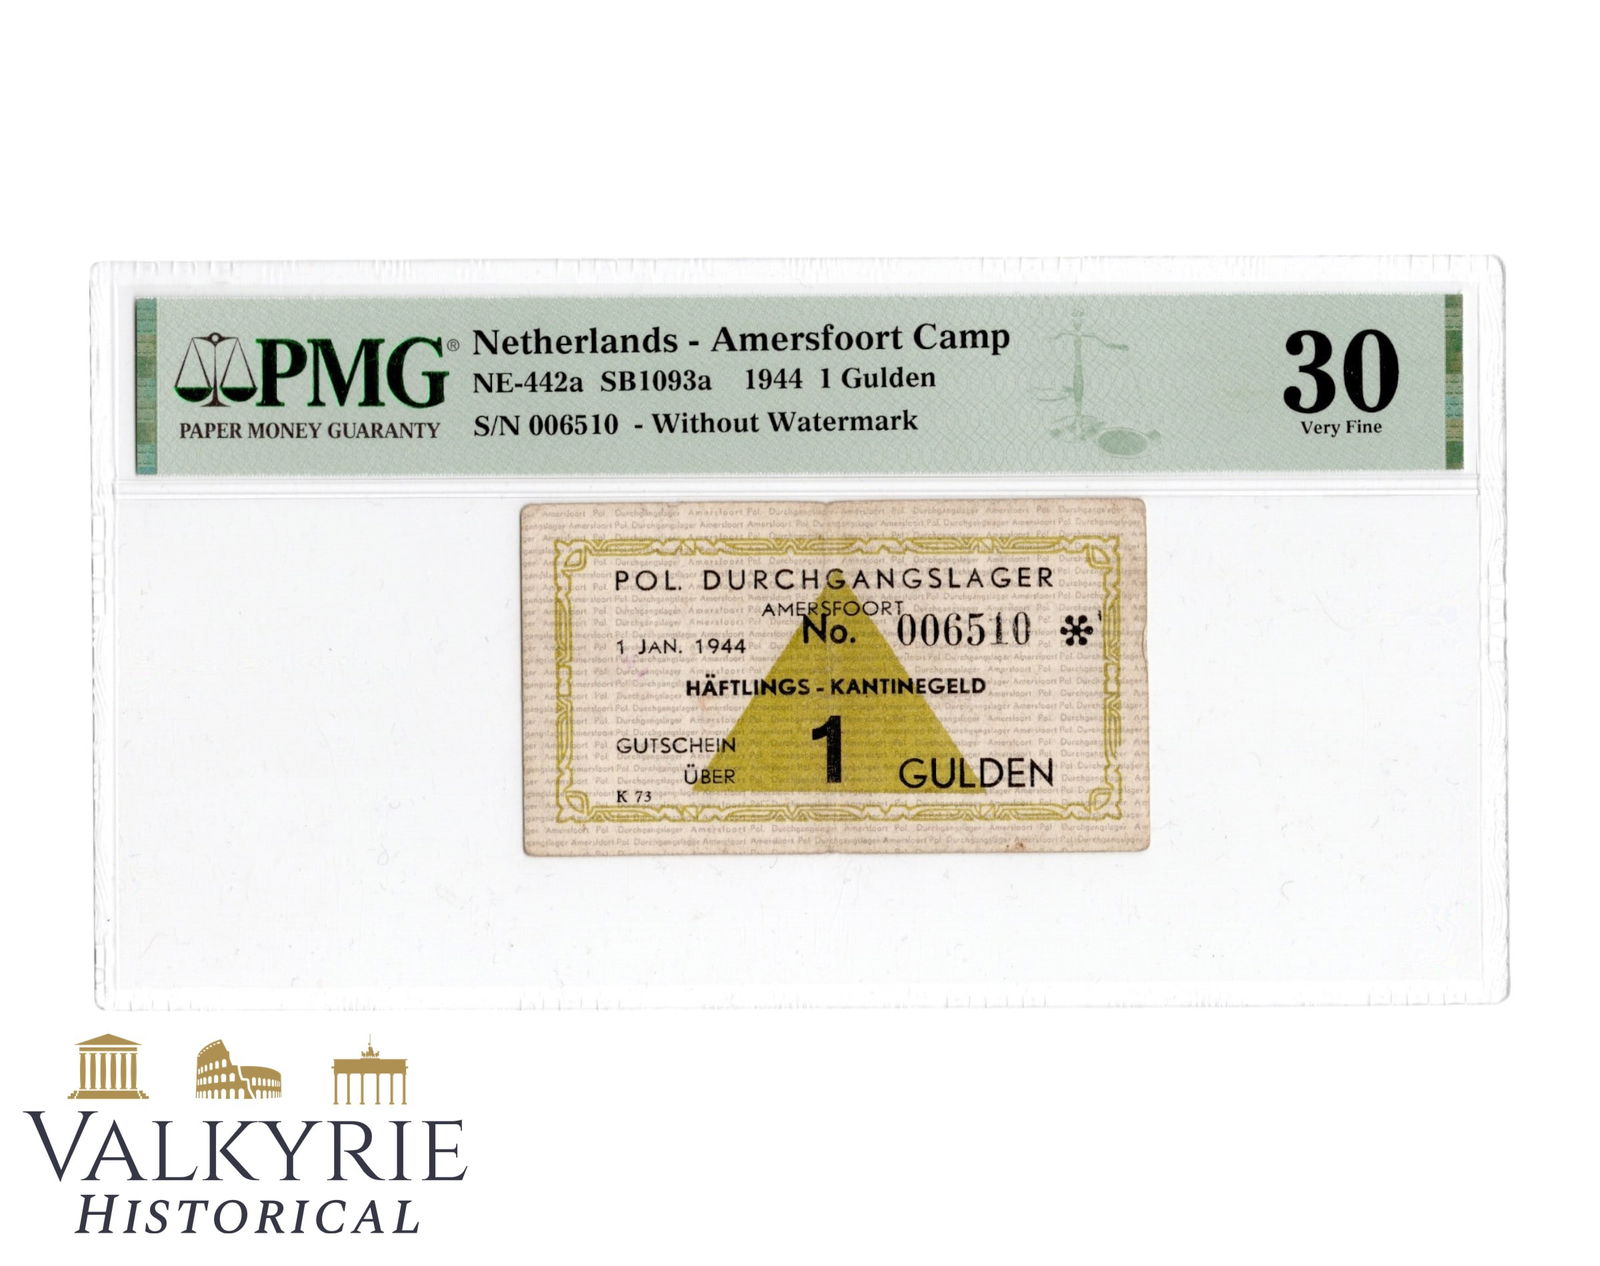 PMG®
PAPER MONEY GUARANTY
Netherlands - Amersfoort Camp
NE-442a SB1093a 1944 1 Gulden
S/N 006510 - Without Watermark
30
Very Fine
POL. DURCHGANGSLAGER
AMERSFOORT
No. 006510
1 JAN. 1944
HÄFTLINGS - KANTINEGELD
GUTSCHEIN
ÜBER
1 GULDEN
K 73
VALKYRIE
HISTORICAL